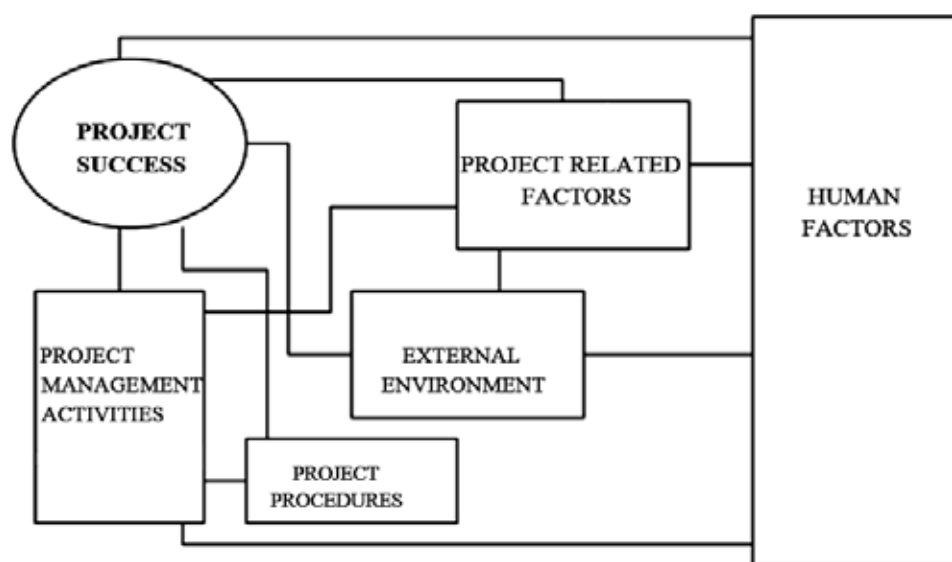 PROJECT
SUCCESS
PROJECT RELATED
FACTORS
HUMAN
FACTORS
PROJECT
MANAGEMENT
ACTIVITIES
EXTERNAL
ENVIRONMENT
PROJECT
PROCEDURES